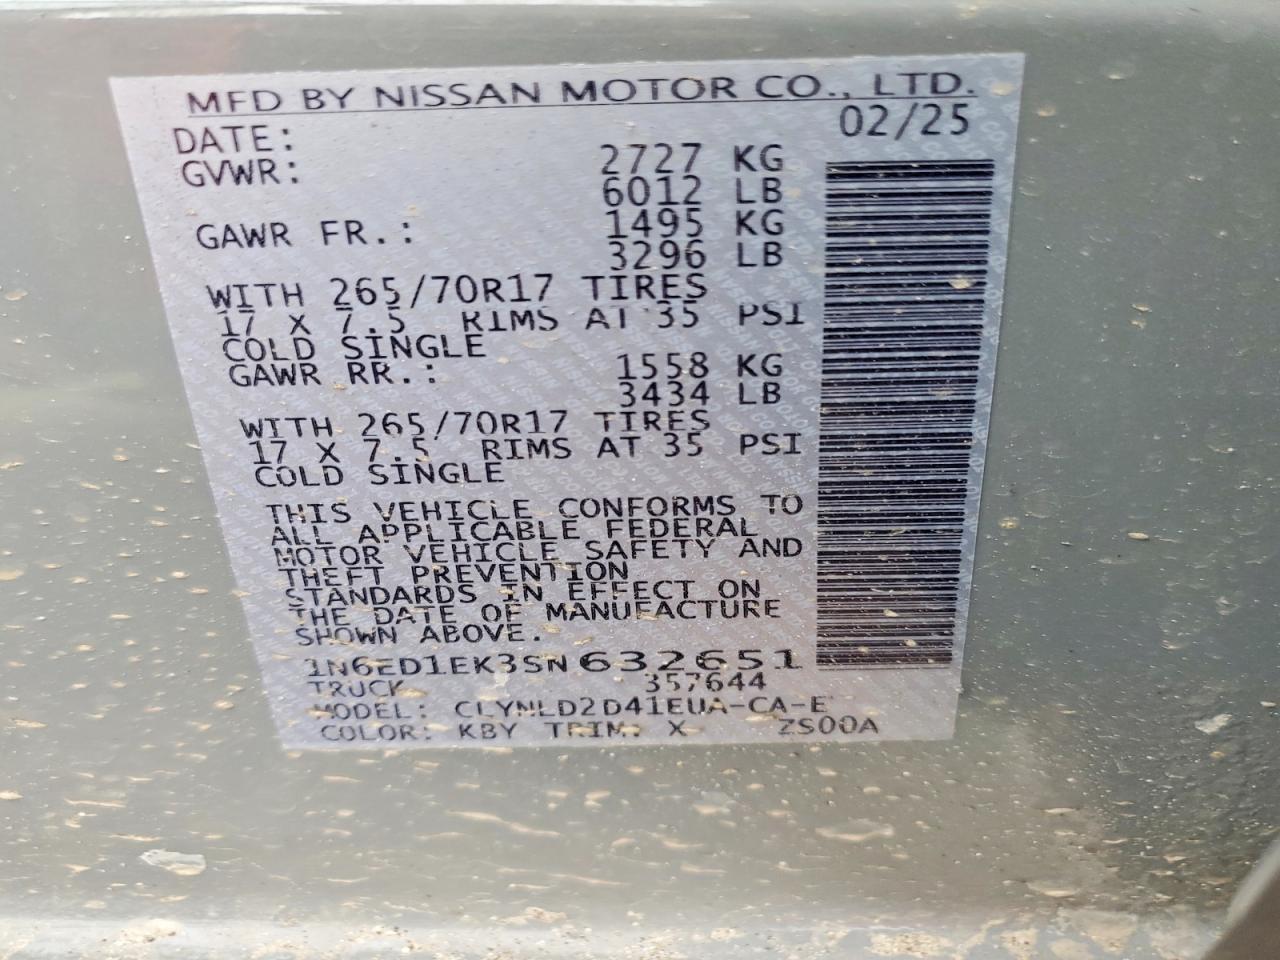 MFD BY NISSAN MOTOR CO., LTD.
DATE: 02/25
GVWR: 2727 KG
6012 LB
GAWR FR.: 1495 KG
3296 LB
WITH 265/70R17 TIRES
17 X 7.5 RIMS AT 35 PSI
COLD SINGLE
GAWR RR.: 1558 KG
3434 LB
WITH 265/70R17 TIRES
17 X 7.5 RIMS AT 35 PSI
COLD SINGLE
THIS VEHICLE CONFORMS TO
ALL APPLICABLE FEDERAL
MOTOR VEHICLE SAFETY AND
THEFT PREVENTION
STANDARDS IN EFFECT ON
THE DATE OF MANUFACTURE
SHOWN ABOVE.
1N6ED1EK3SN632651
TRUCK 357644
MODEL: CLYNLD2D41EUA-CA-E
COLOR: KBY TRIM: X ZS00A